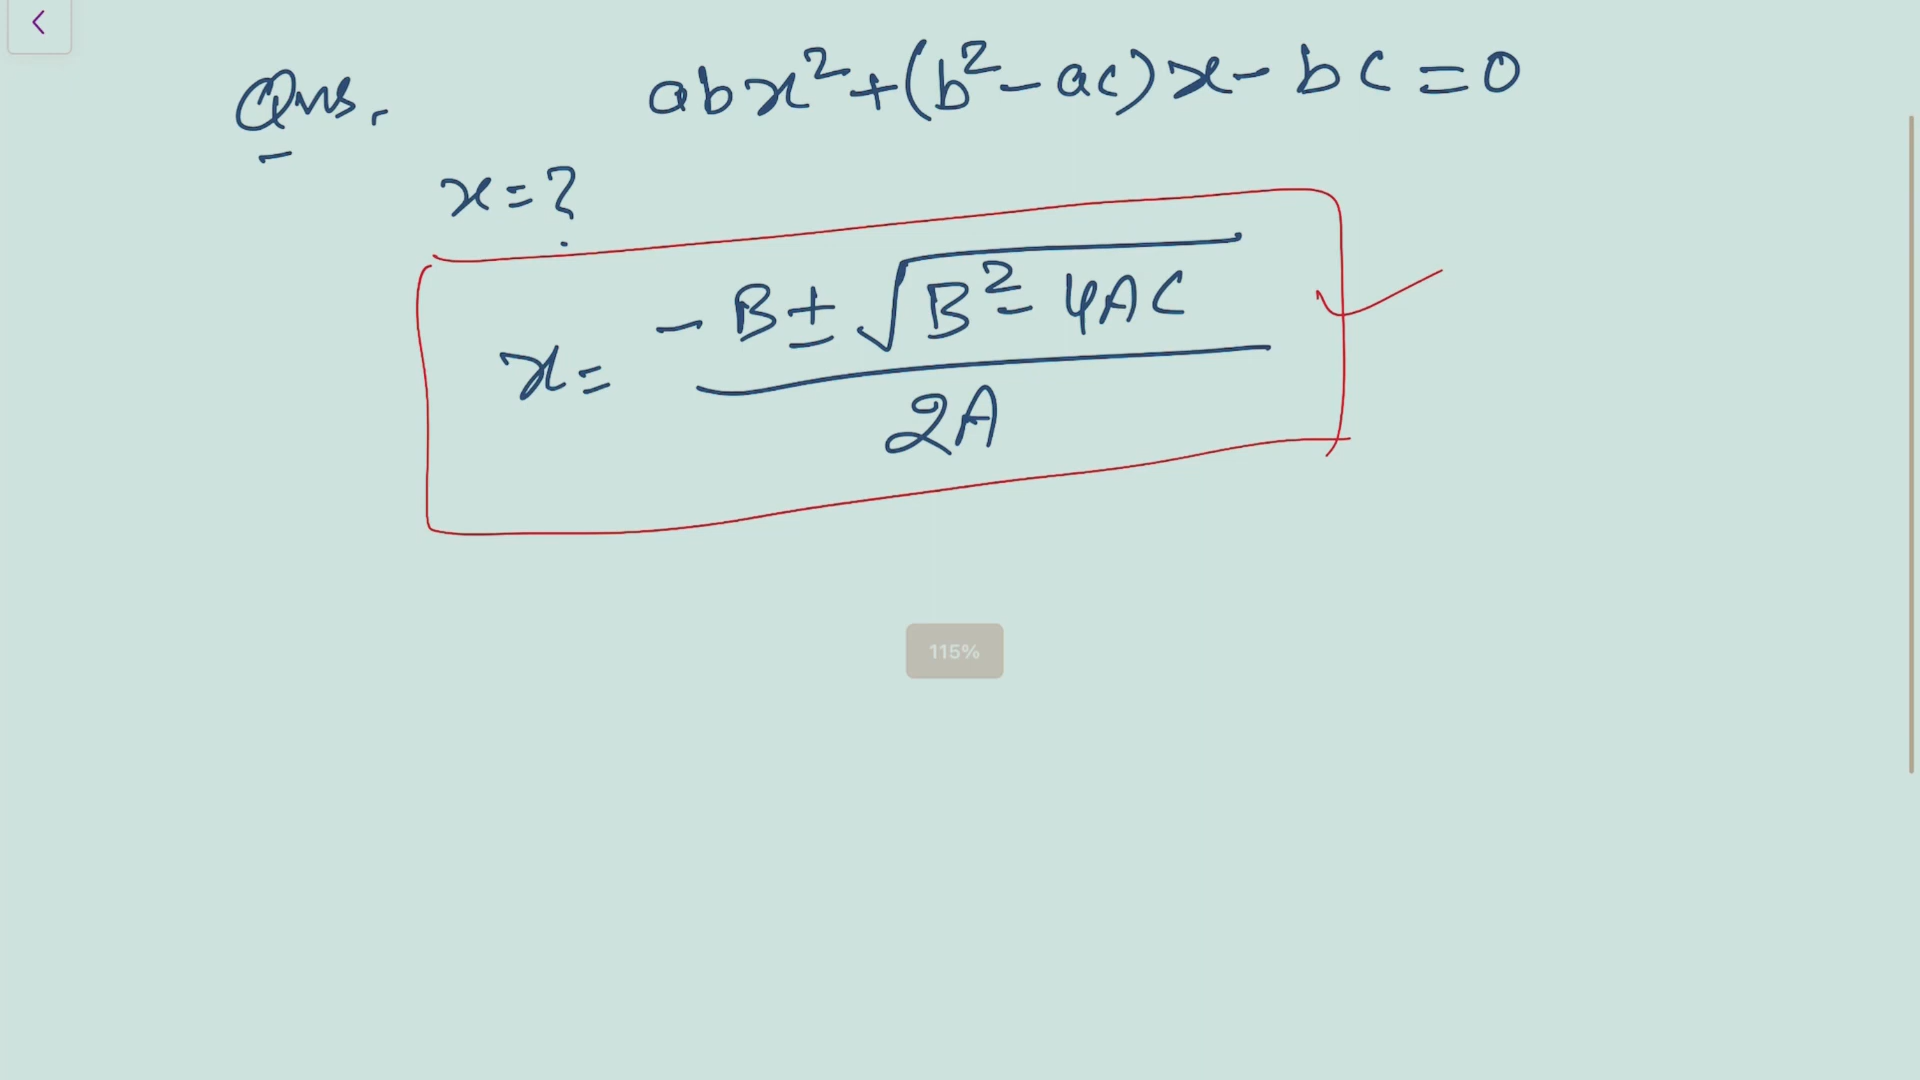 Qns. abx²+(b²-ac)x-bc=0
x=?
x= -B±√B²-4AC
2A
115%